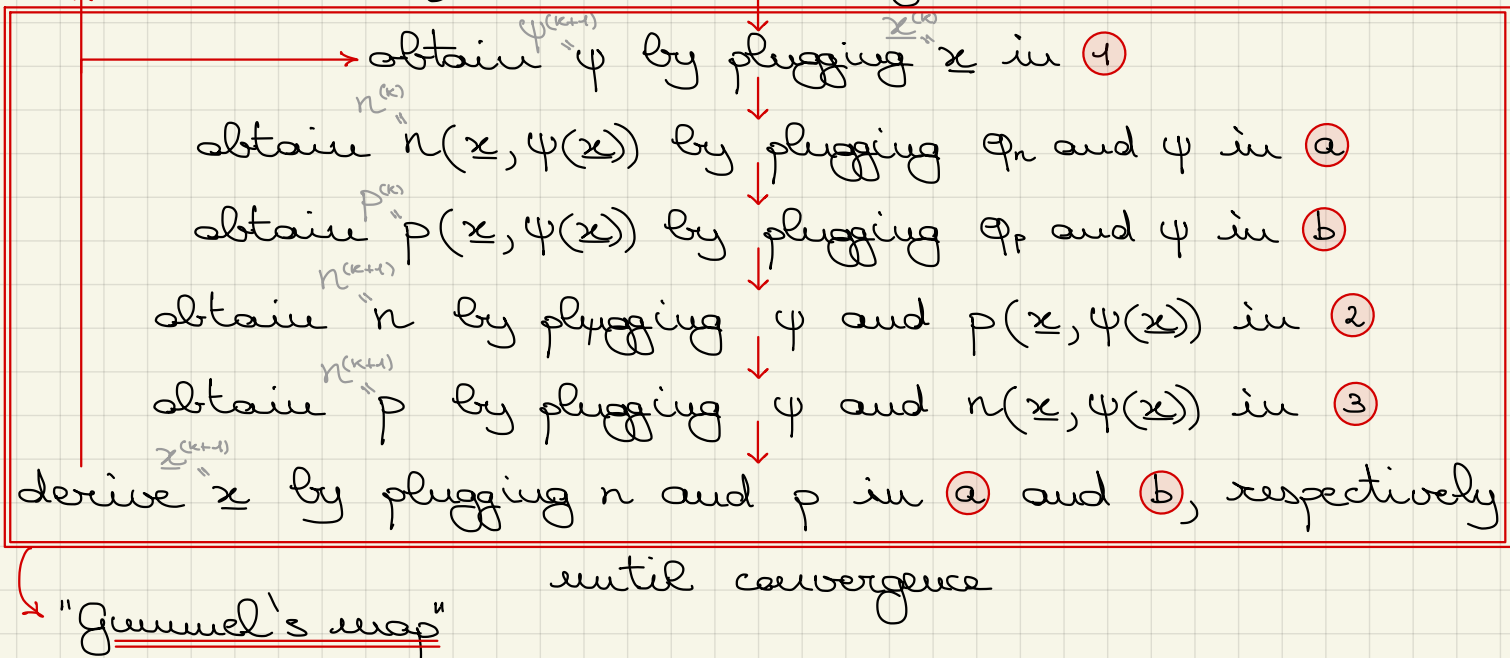 ψ^(k+1) x^(k)
obtain ψ by plugging x in 1
n^(k)
obtain n(x, ψ(x)) by plugging φn and ψ in a
p^(k)
obtain p(x, ψ(x)) by plugging φp and ψ in b
n^(k+1)
obtain n by plugging ψ and p(x, ψ(x)) in 2
n^(k+1)
obtain p by plugging ψ and n(x, ψ(x)) in 3
x^(k+1)
derive x by plugging n and p in a and b, respectively
until convergence
"Gummel's map"